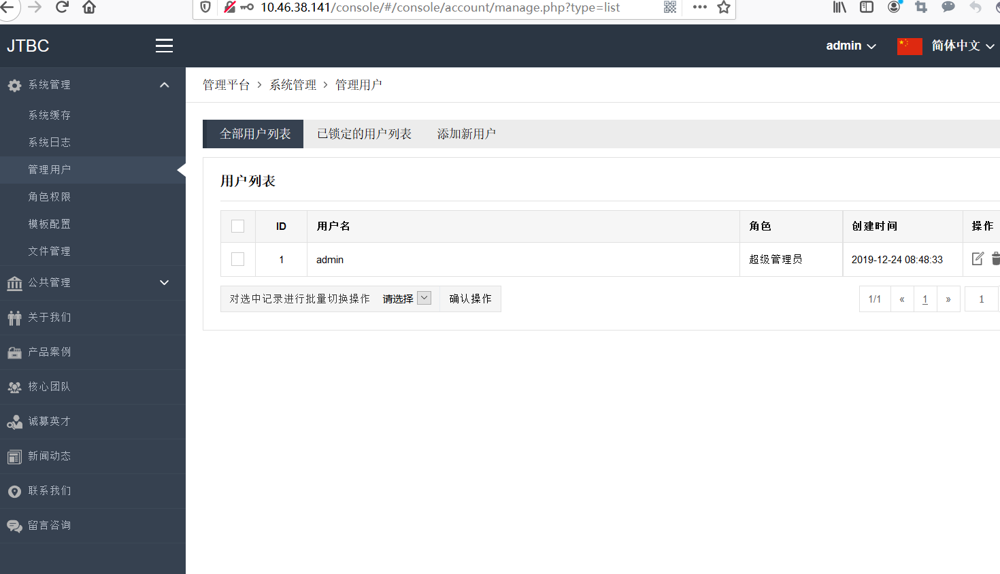 10.46.38.141/console/#/console/account/manage.php?type=list
JTBC
admin
简体中文
系统管理
系统缓存
系统日志
管理用户
角色权限
模板配置
文件管理
公共管理
关于我们
产品案例
核心团队
诚募英才
新闻动态
联系我们
留言咨询
管理平台 > 系统管理 > 管理用户
全部用户列表 已锁定的用户列表 添加新用户
用户列表
ID 用户名 角色 创建时间 操作
1 admin 超级管理员 2019-12-24 08:48:33
对选中记录进行批量切换操作 请选择 确认操作
1/1 « 1 » 1